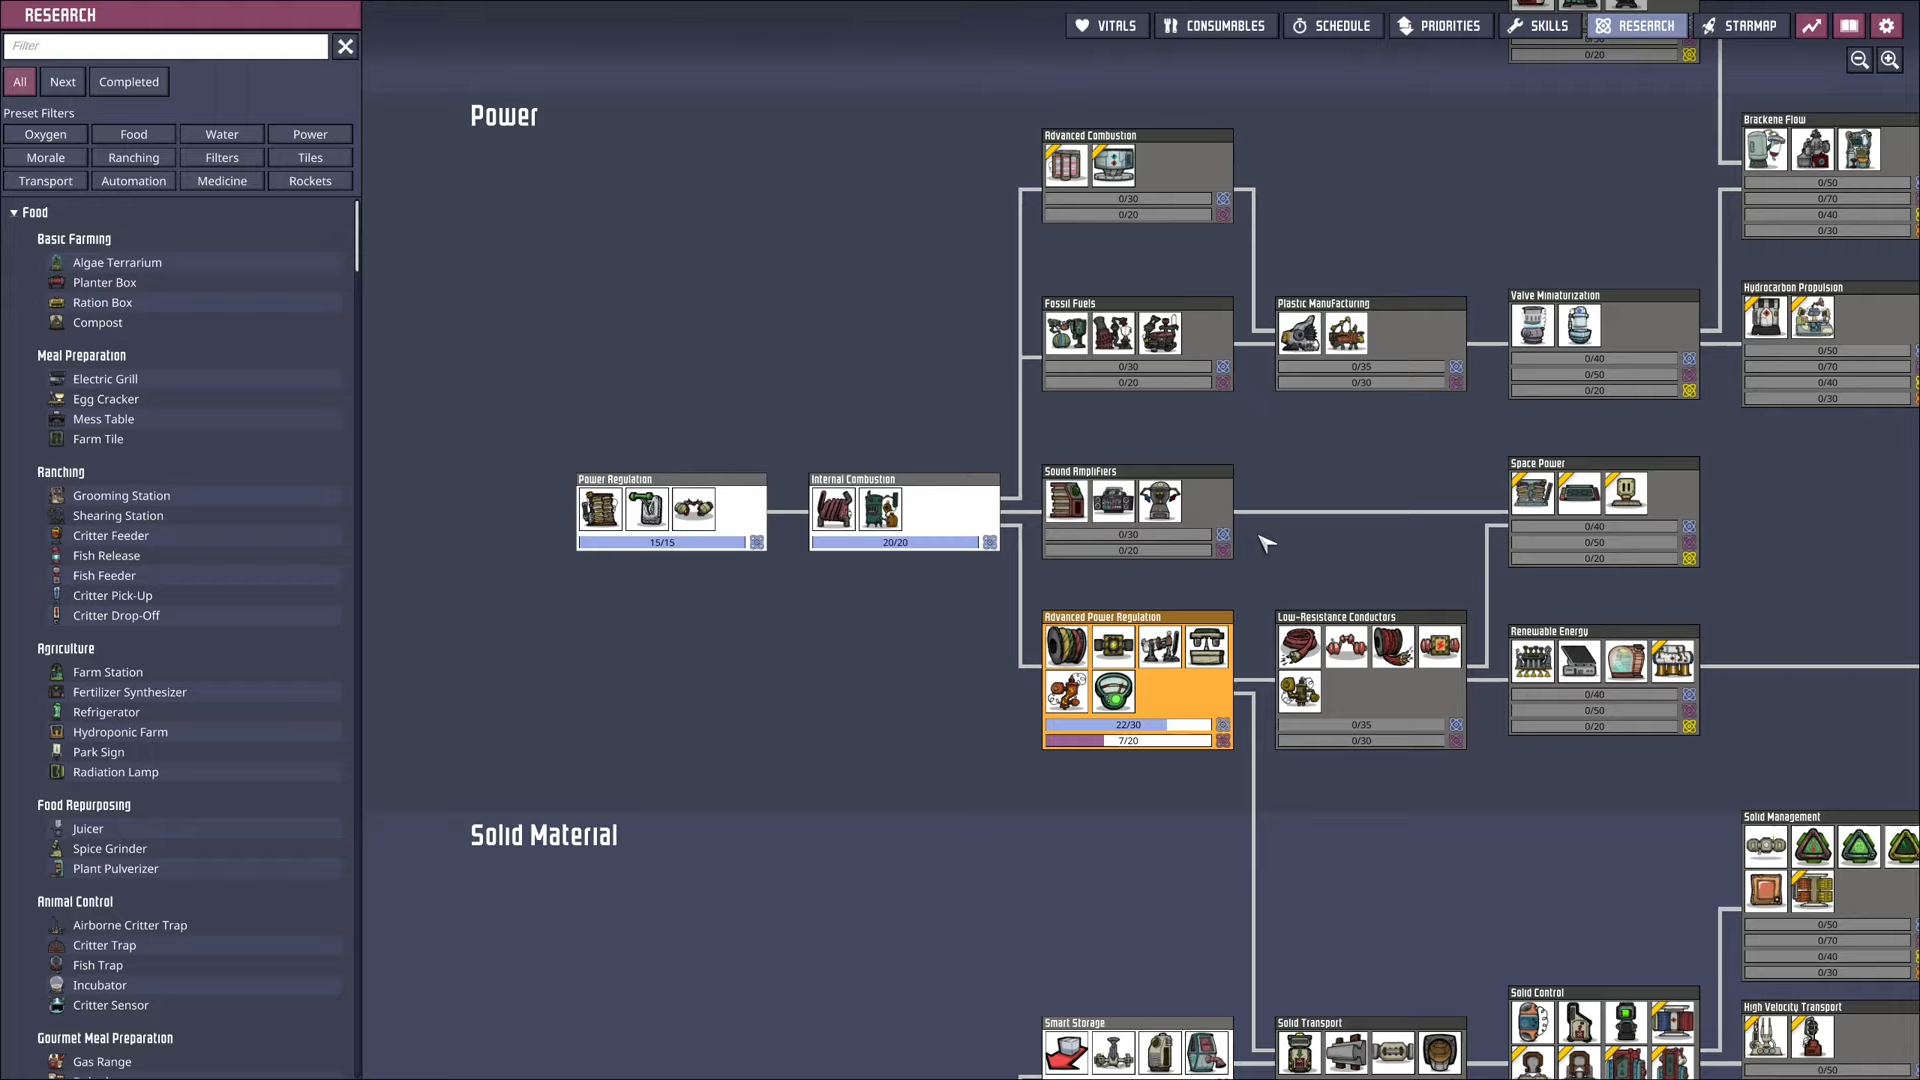 RESEARCH
VITALS
CONSUMABLES
SCHEDULE
PRIORITIES
SKILLS
RESEARCH
STARMAP
Filter
All
Next
Completed
Preset Filters
Oxygen
Food
Water
Power
Morale
Ranching
Filters
Tiles
Transport
Automation
Medicine
Rockets
Food
Basic Farming
Algae Terrarium
Planter Box
Ration Box
Compost
Meal Preparation
Electric Grill
Egg Cracker
Mess Table
Farm Tile
Ranching
Grooming Station
Shearing Station
Critter Feeder
Fish Release
Fish Feeder
Critter Pick-Up
Critter Drop-Off
Agriculture
Farm Station
Fertilizer Synthesizer
Refrigerator
Hydroponic Farm
Park Sign
Radiation Lamp
Food Repurposing
Juicer
Spice Grinder
Plant Pulverizer
Animal Control
Airborne Critter Trap
Critter Trap
Fish Trap
Incubator
Critter Sensor
Gourmet Meal Preparation
Gas Range
Power
Power Regulation
15/15
Internal Combustion
20/20
Advanced Combustion
0/30
0/20
Fossil Fuels
0/30
0/20
Sound Amplifiers
0/30
0/20
Advanced Power Regulation
22/30
7/20
Plastic Manufacturing
0/35
0/30
Low-Resistance Conductors
0/35
0/30
0/20
Valve Miniaturization
0/40
0/50
0/20
Space Power
0/40
0/50
0/20
Renewable Energy
0/40
0/50
0/20
Brackene Flow
0/50
0/70
0/40
0/30
Hydrocarbon Propulsion
0/50
0/70
0/40
0/30
Solid Material
Smart Storage
Solid Transport
Solid Control
Solid Management
0/50
0/70
0/40
0/30
High Velocity Transport
0/50